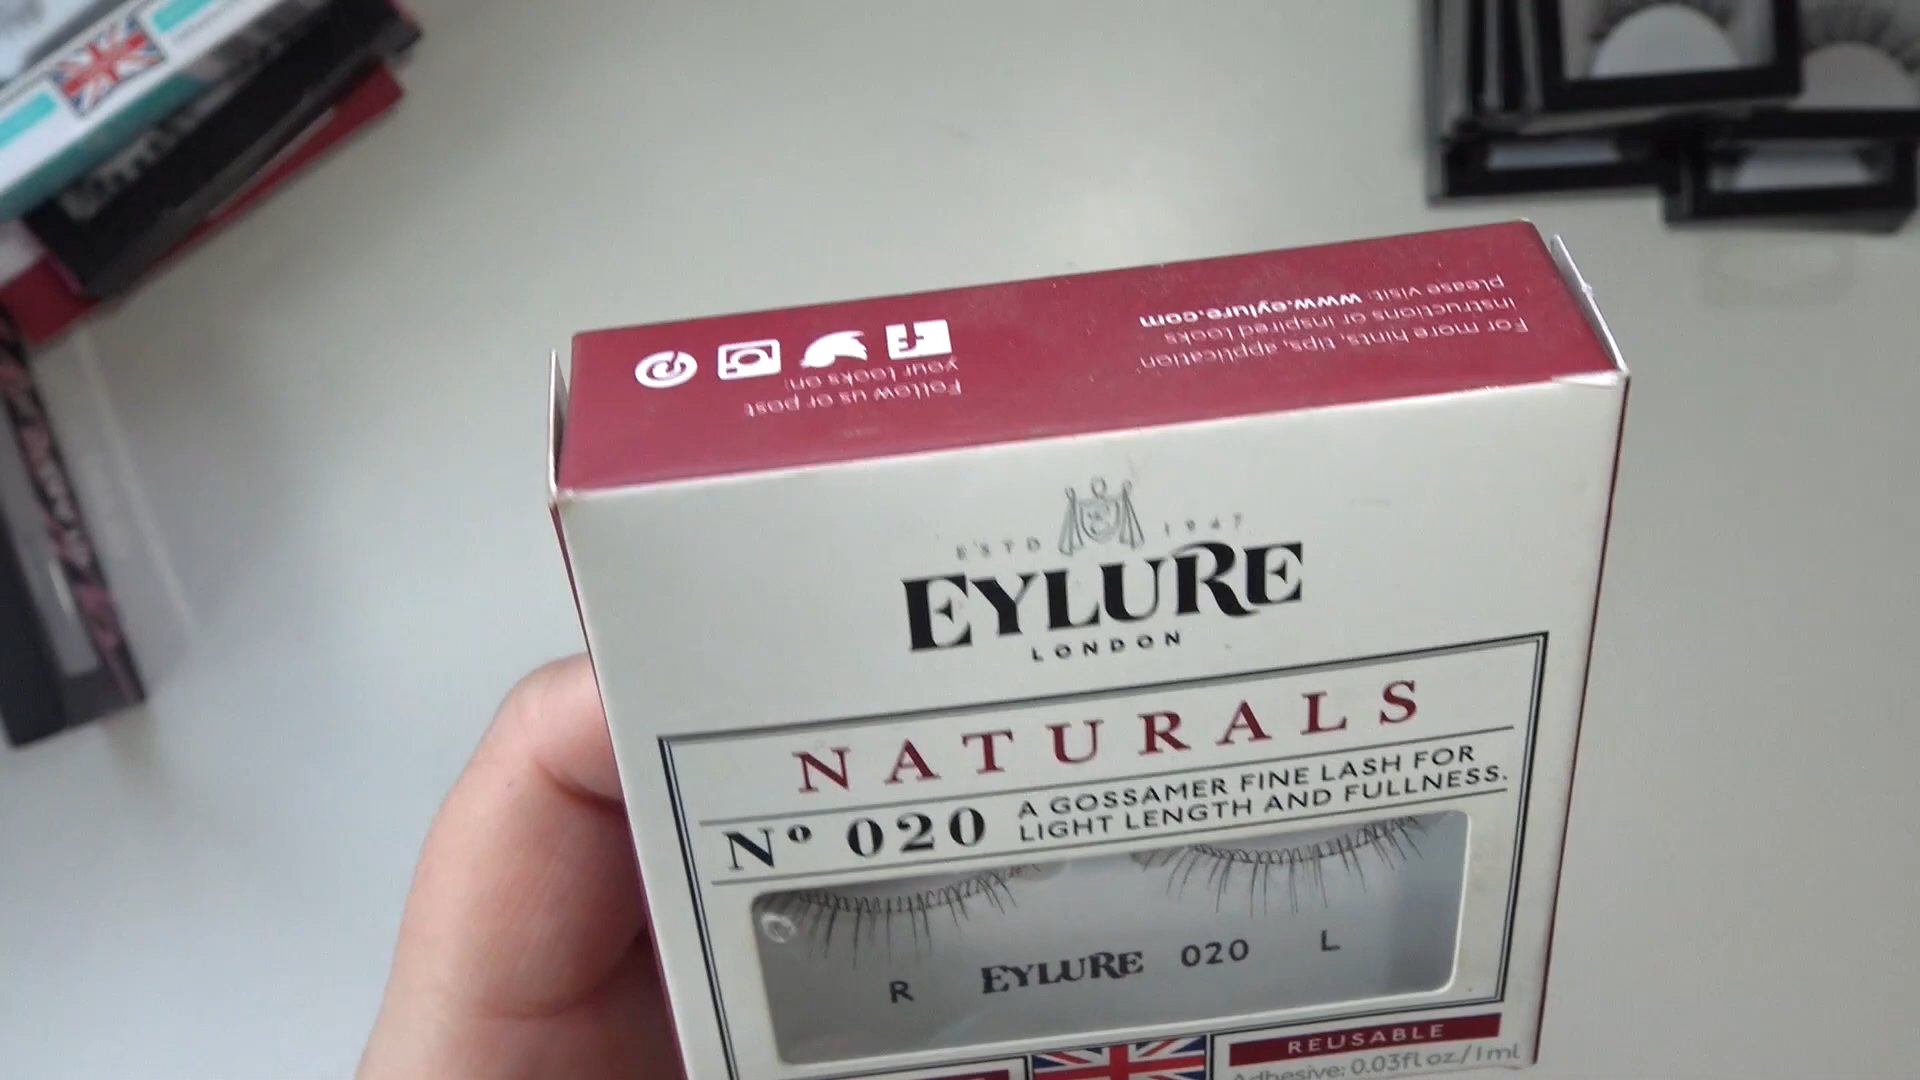 For more hints, tips, application
instructions or inspired looks
please visit: www.eylure.com
Follow us or post
your looks on:
ESTD 1947
EYLURE
LONDON
NATURALS
Nº 020
A GOSSAMER FINE LASH FOR
LIGHT LENGTH AND FULLNESS.
R EYLURE 020 L
REUSABLE
Adhesive: 0.03fl oz./1ml